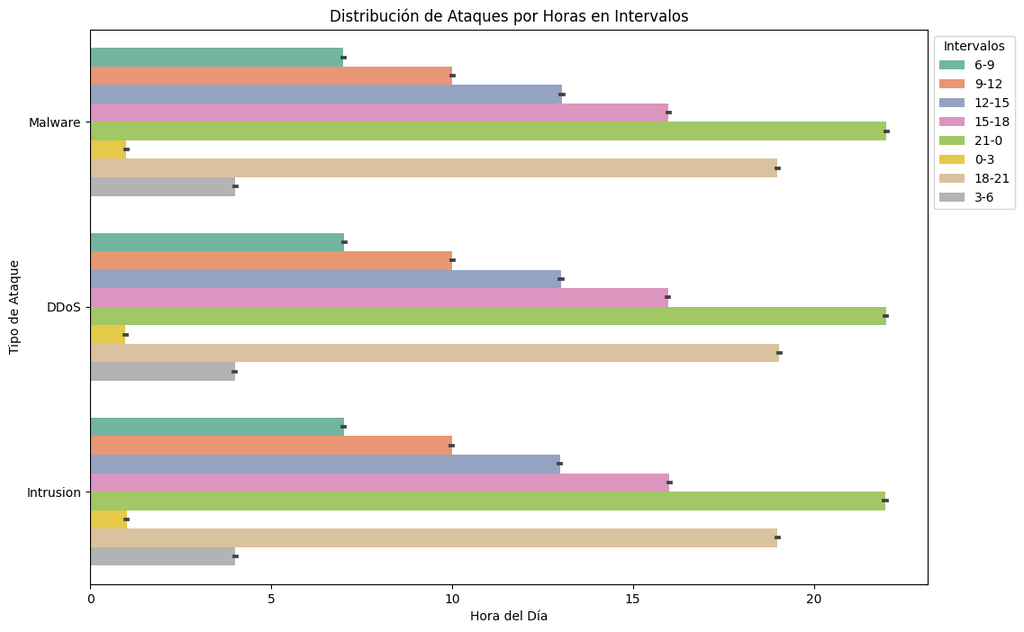 Distribución de Ataques por Horas en Intervalos
Intervalos
6-9
9-12
12-15
15-18
21-0
0-3
18-21
3-6
Tipo de Ataque
Malware
DDoS
Intrusion
0 5 10 15 20
Hora del Día